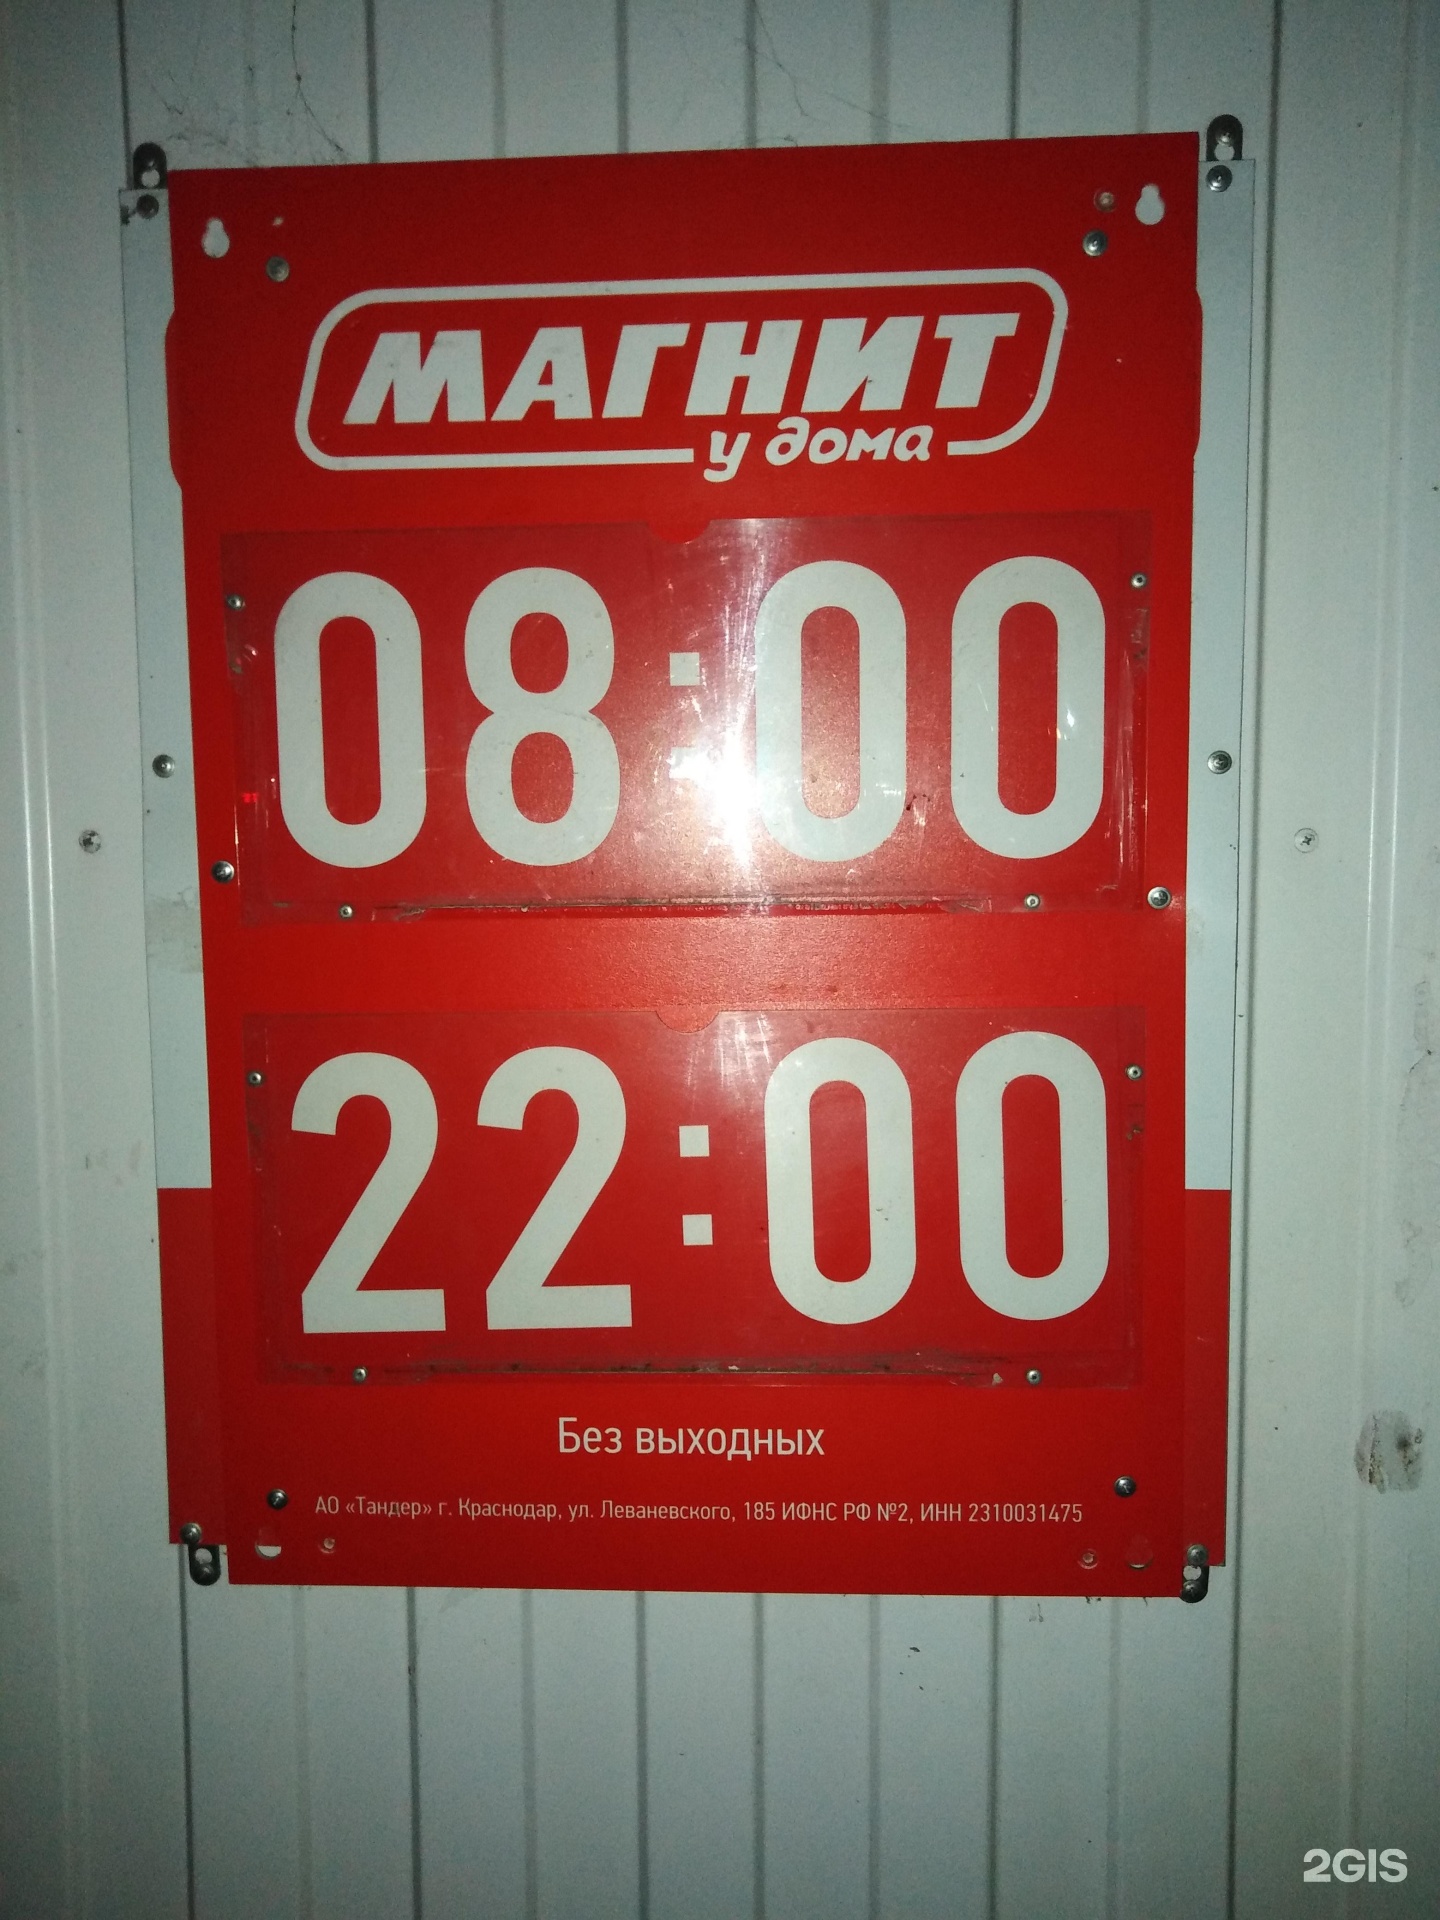 МАГНИТ
у дома
08:00
22:00
Без выходных
АО «Тандер» г. Краснодар, ул. Леваневского, 185 ИФНС РФ №2, ИНН 2310031475
2GIS